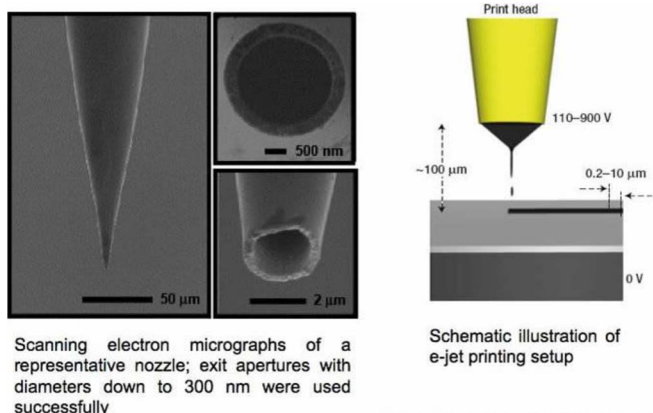 500 nm
50 μm
2 μm
Scanning electron micrographs of a
representative nozzle; exit apertures with
diameters down to 300 nm were used
successfully
Print head
110–900 V
~100 μm
0.2–10 μm
0 V
Schematic illustration of
e-jet printing setup